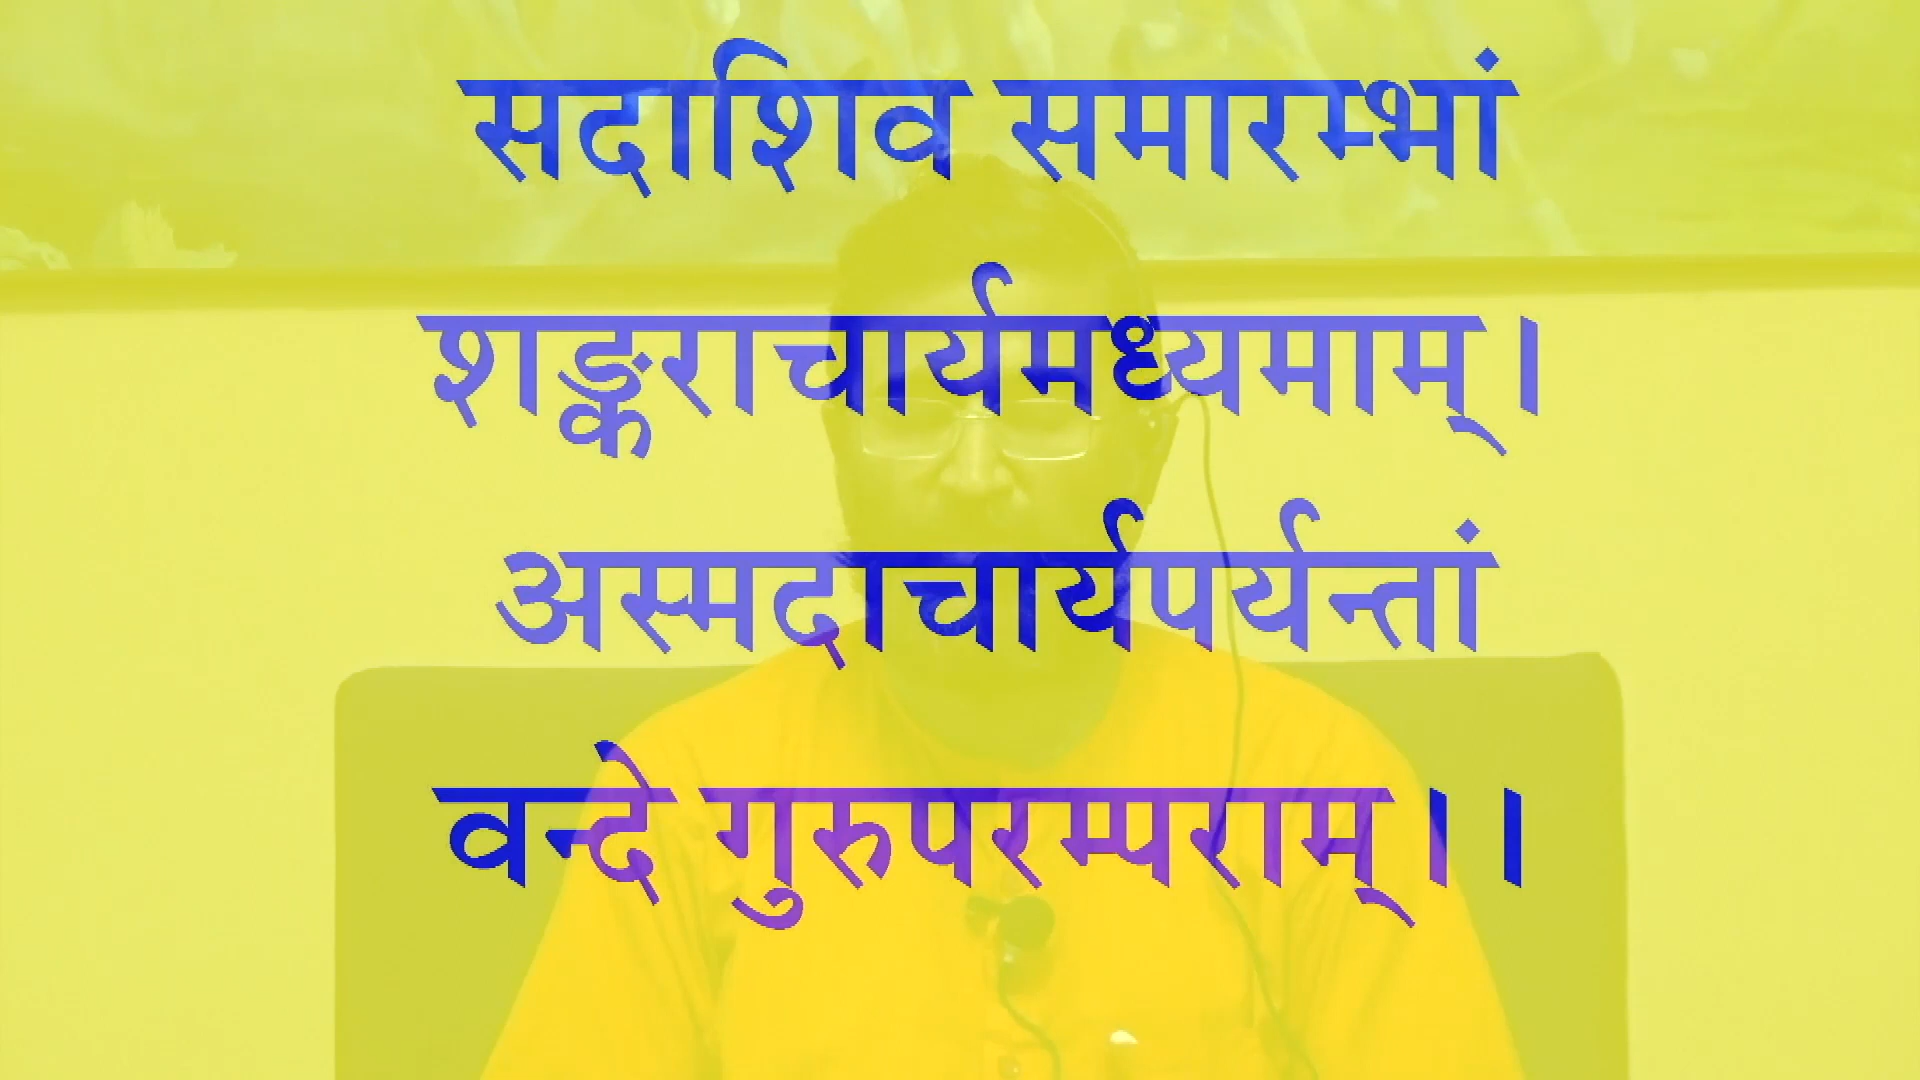 सदाशिव समारम्भां
शङ्कराचार्यमध्यमाम् ।
अस्मदाचार्यपर्यन्तां
वन्दे गुरुपरम्पराम् । ।